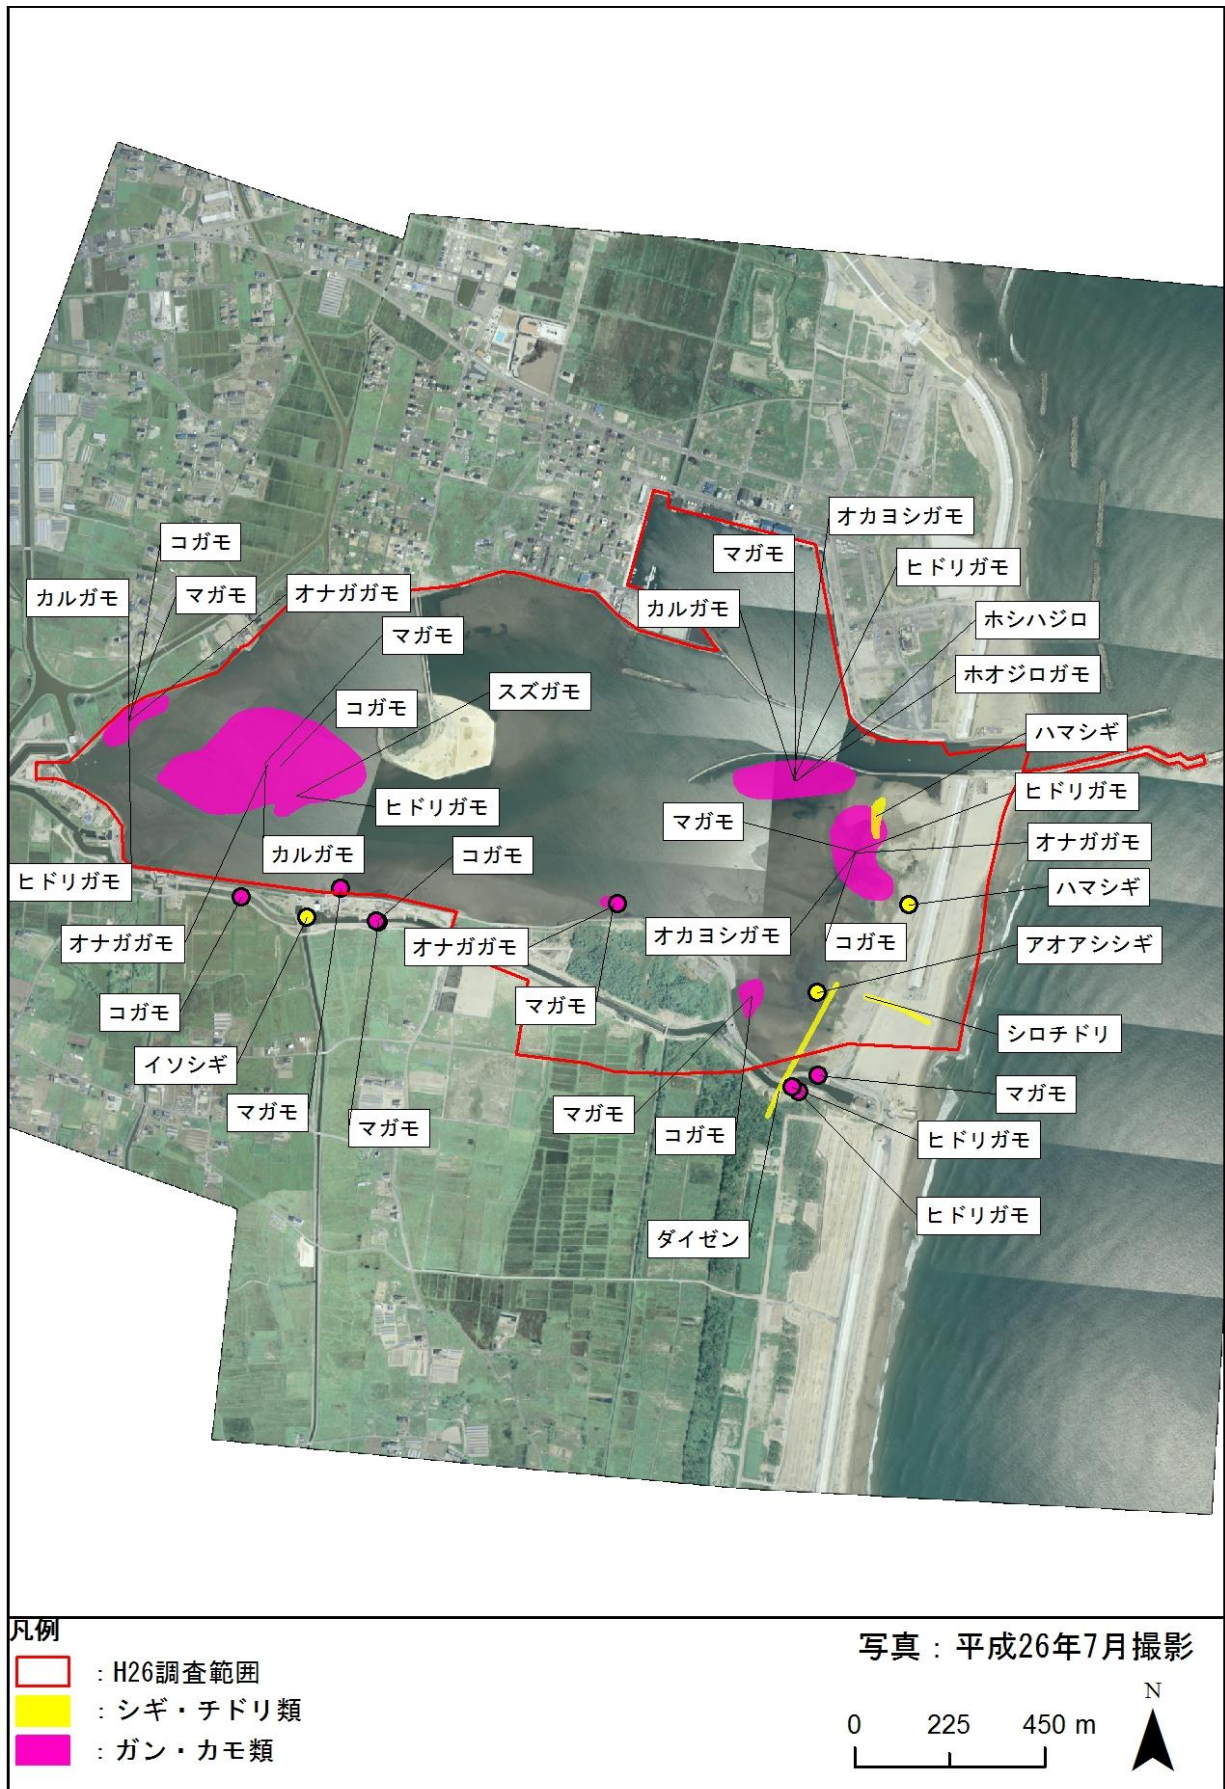 オカヨシガモ
コガモ
マガモ
ヒドリガモ
カルガモ
マガモ
オナガガモ
カルガモ
ホシハジロ
マガモ
ホオジロガモ
スズガモ
コガモ
ハマシギ
ヒドリガモ
ヒドリガモ
マガモ
オナガガモ
カルガモ
コガモ
ヒドリガモ
ハマシギ
オナガガモ
オナガガモ
オカヨシガモ
コガモ
アオアシシギ
コガモ
マガモ
シロチドリ
イソシギ
マガモ
マガモ
マガモ
マガモ
コガモ
ヒドリガモ
ヒドリガモ
ダイゼン
凡例
：H26調査範囲
：シギ・チドリ類
：ガン・カモ類
写真：平成26年7月撮影
N
0 225 450 m